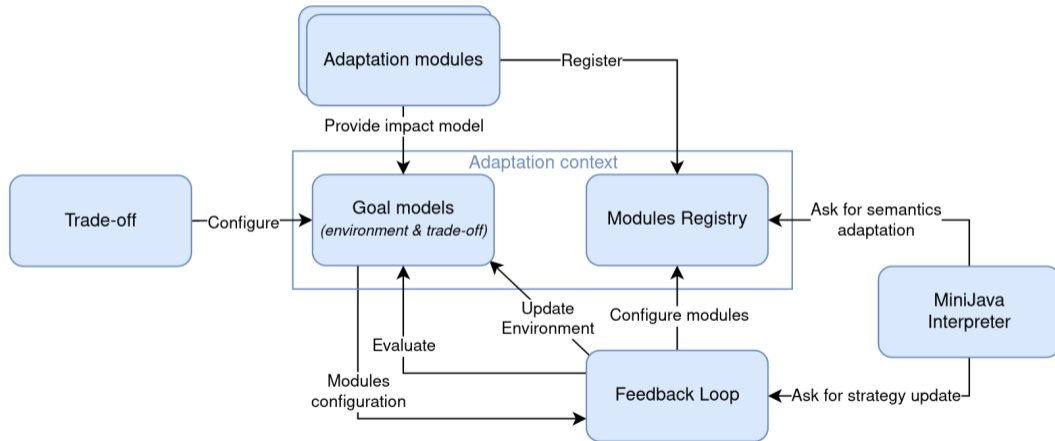 Adaptation modules
Register
Provide impact model
Adaptation context
Trade-off
Configure
Goal models
(environment & trade-off)
Modules Registry
Ask for semantics
adaptation
MiniJava
Interpreter
Update
Environment
Configure modules
Evaluate
Modules
configuration
Feedback Loop
Ask for strategy update